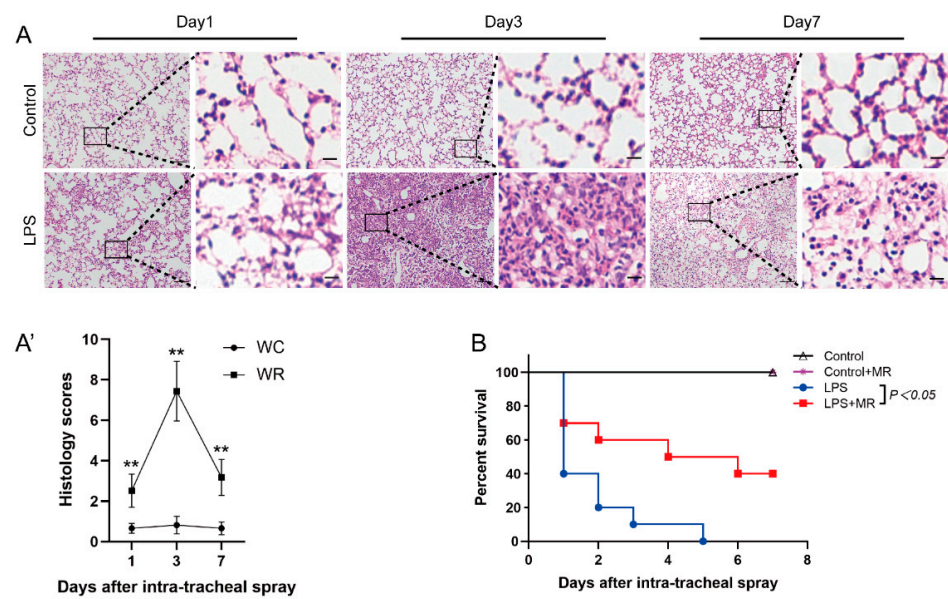 A
Day1
Day3
Day7
Control
LPS
A'
Histology scores
10
8
6
4
2
0
**
**
**
WC
WR
1
3
7
Days after intra-tracheal spray
B
Percent survival
100
80
60
40
20
0
Control
Control+MR
LPS
LPS+MR
P<0.05
0
2
4
6
8
Days after intra-tracheal spray